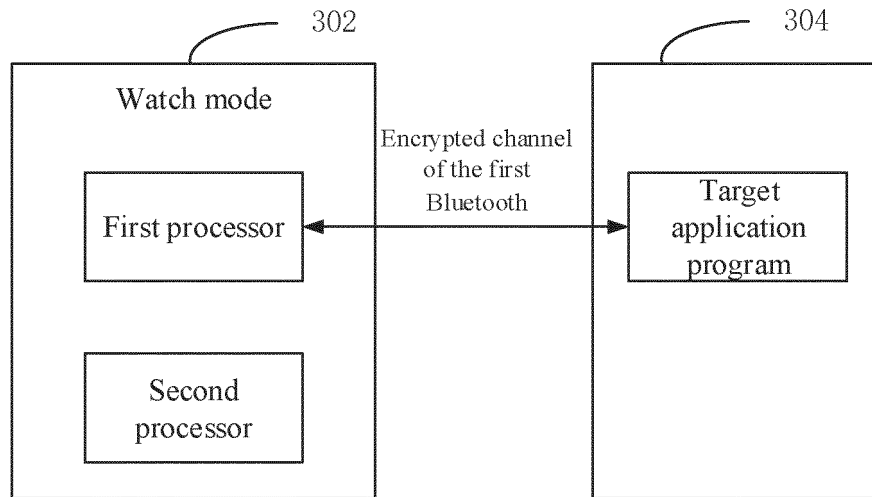 302
304
Watch mode
Encrypted channel
of the first
Bluetooth
First processor
Target
application
program
Second
processor